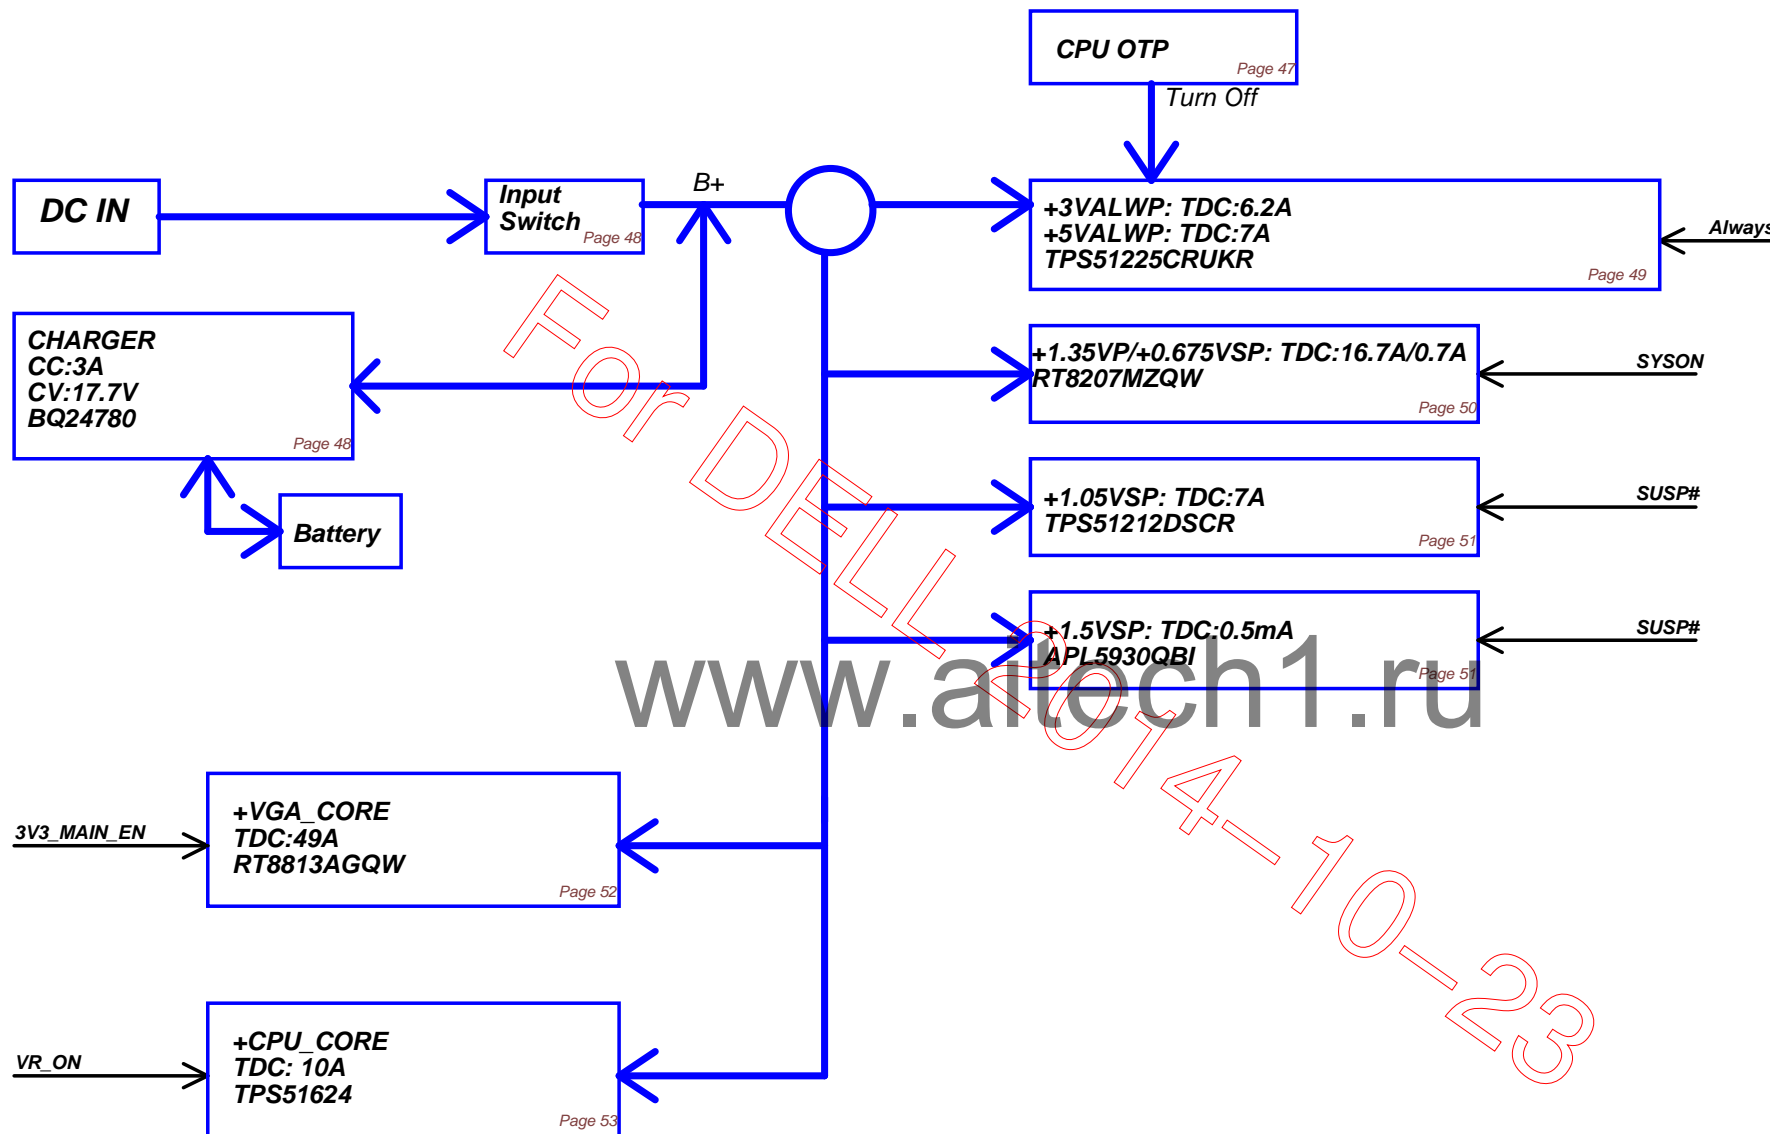 CPU OTP
Page 47
Turn Off
DC IN
Input
Switch
Page 48
B+
+3VALWP: TDC:6.2A
+5VALWP: TDC:7A
TPS51225CRUKR
Page 49
Always
CHARGER
CC:3A
CV:17.7V
BQ24780
Page 48
Battery
+1.35VP/+0.675VSP: TDC:16.7A/0.7A
RT8207MZQW
Page 50
SYSON
+1.05VSP: TDC:7A
TPS51212DSCR
Page 51
SUSP#
+1.5VSP: TDC:0.5mA
APL5930QBI
Page 51
SUSP#
www.aitech1.ru
For DELL 2014-10-23
3V3_MAIN_EN
+VGA_CORE
TDC:49A
RT8813AGQW
Page 52
VR_ON
+CPU_CORE
TDC: 10A
TPS51624
Page 53